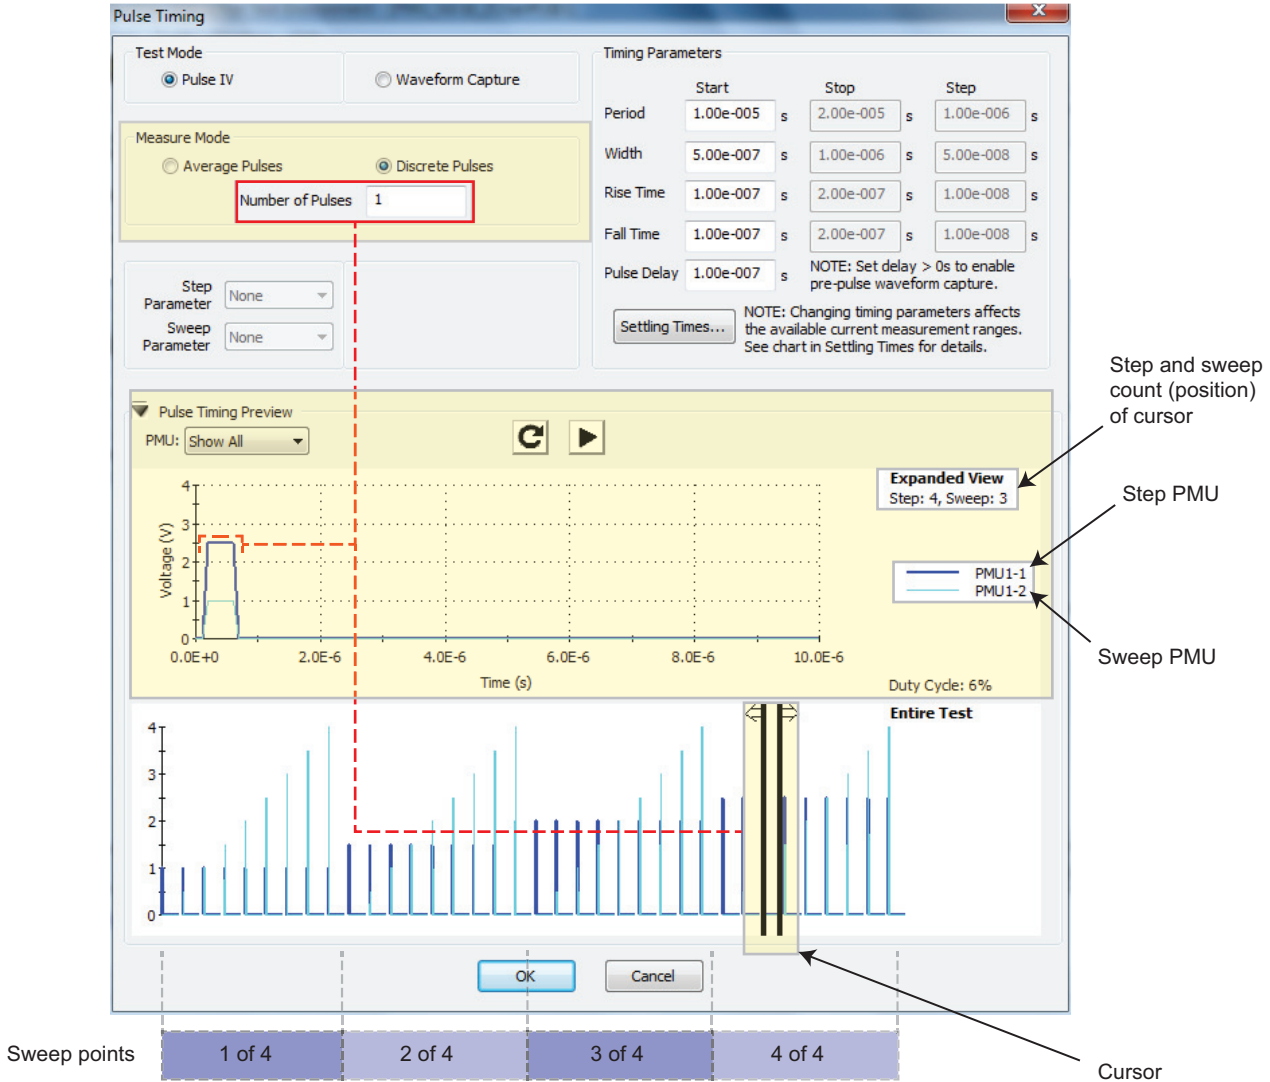 Pulse Timing
x
Test Mode
Pulse IV
Waveform Capture
Measure Mode
Average Pulses
Discrete Pulses
Number of Pulses 1
Step Parameter None
Sweep Parameter None
Timing Parameters
Start Stop Step
Period 1.00e-005 s 2.00e-005 s 1.00e-006 s
Width 5.00e-007 s 1.00e-006 s 5.00e-008 s
Rise Time 1.00e-007 s 2.00e-007 s 1.00e-008 s
Fall Time 1.00e-007 s 2.00e-007 s 1.00e-008 s
Pulse Delay 1.00e-007 s
NOTE: Set delay > 0s to enable
pre-pulse waveform capture.
Settling Times...
NOTE: Changing timing parameters affects
the available current measurement ranges.
See chart in Settling Times for details.
Step and sweep
count (position)
of cursor
Pulse Timing Preview
PMU: Show All
Expanded View
Step: 4, Sweep: 3
Step PMU
4
3
2
1
0
Voltage (V)
PMU1-1
PMU1-2
Sweep PMU
0.0E+0 2.0E-6 4.0E-6 6.0E-6 8.0E-6 10.0E-6
Time (s)
Duty Cycle: 6%
Entire Test
4
3
2
1
0
OK
Cancel
Sweep points 1 of 4 2 of 4 3 of 4 4 of 4
Cursor